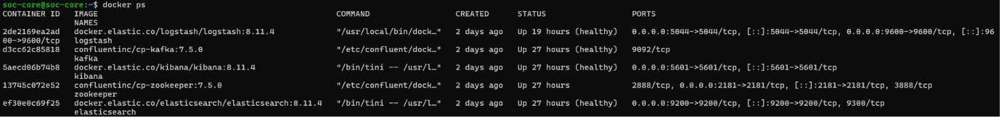 soc-core@soc-core:~$ docker ps
CONTAINER ID   IMAGE                                                 COMMAND                  CREATED      STATUS                  PORTS
               NAMES
2de2169ea2ad   docker.elastic.co/logstash/logstash:8.11.4            "/usr/local/bin/dock…"   2 days ago   Up 19 hours (healthy)   0.0.0.0:5044->5044/tcp, [::]:5044->5044/tcp, 0.0.0.0:9600->9600/tcp, [::]:96
00->9600/tcp   logstash
d3cc62c85818   confluentinc/cp-kafka:7.5.0                           "/etc/confluent/dock…"   2 days ago   Up 27 hours (healthy)   9092/tcp
               kafka
5aecd06b74b8   docker.elastic.co/kibana/kibana:8.11.4                "/bin/tini -- /usr/l…"   2 days ago   Up 27 hours (healthy)   0.0.0.0:5601->5601/tcp, [::]:5601->5601/tcp
               kibana
13745c072e52   confluentinc/cp-zookeeper:7.5.0                       "/etc/confluent/dock…"   2 days ago   Up 27 hours             2888/tcp, 0.0.0.0:2181->2181/tcp, [::]:2181->2181/tcp, 3888/tcp
               zookeeper
ef30e0c69f25   docker.elastic.co/elasticsearch/elasticsearch:8.11.4   "/bin/tini -- /usr/l…"   2 days ago   Up 27 hours (healthy)   0.0.0.0:9200->9200/tcp, [::]:9200->9200/tcp, 9300/tcp
               elasticsearch